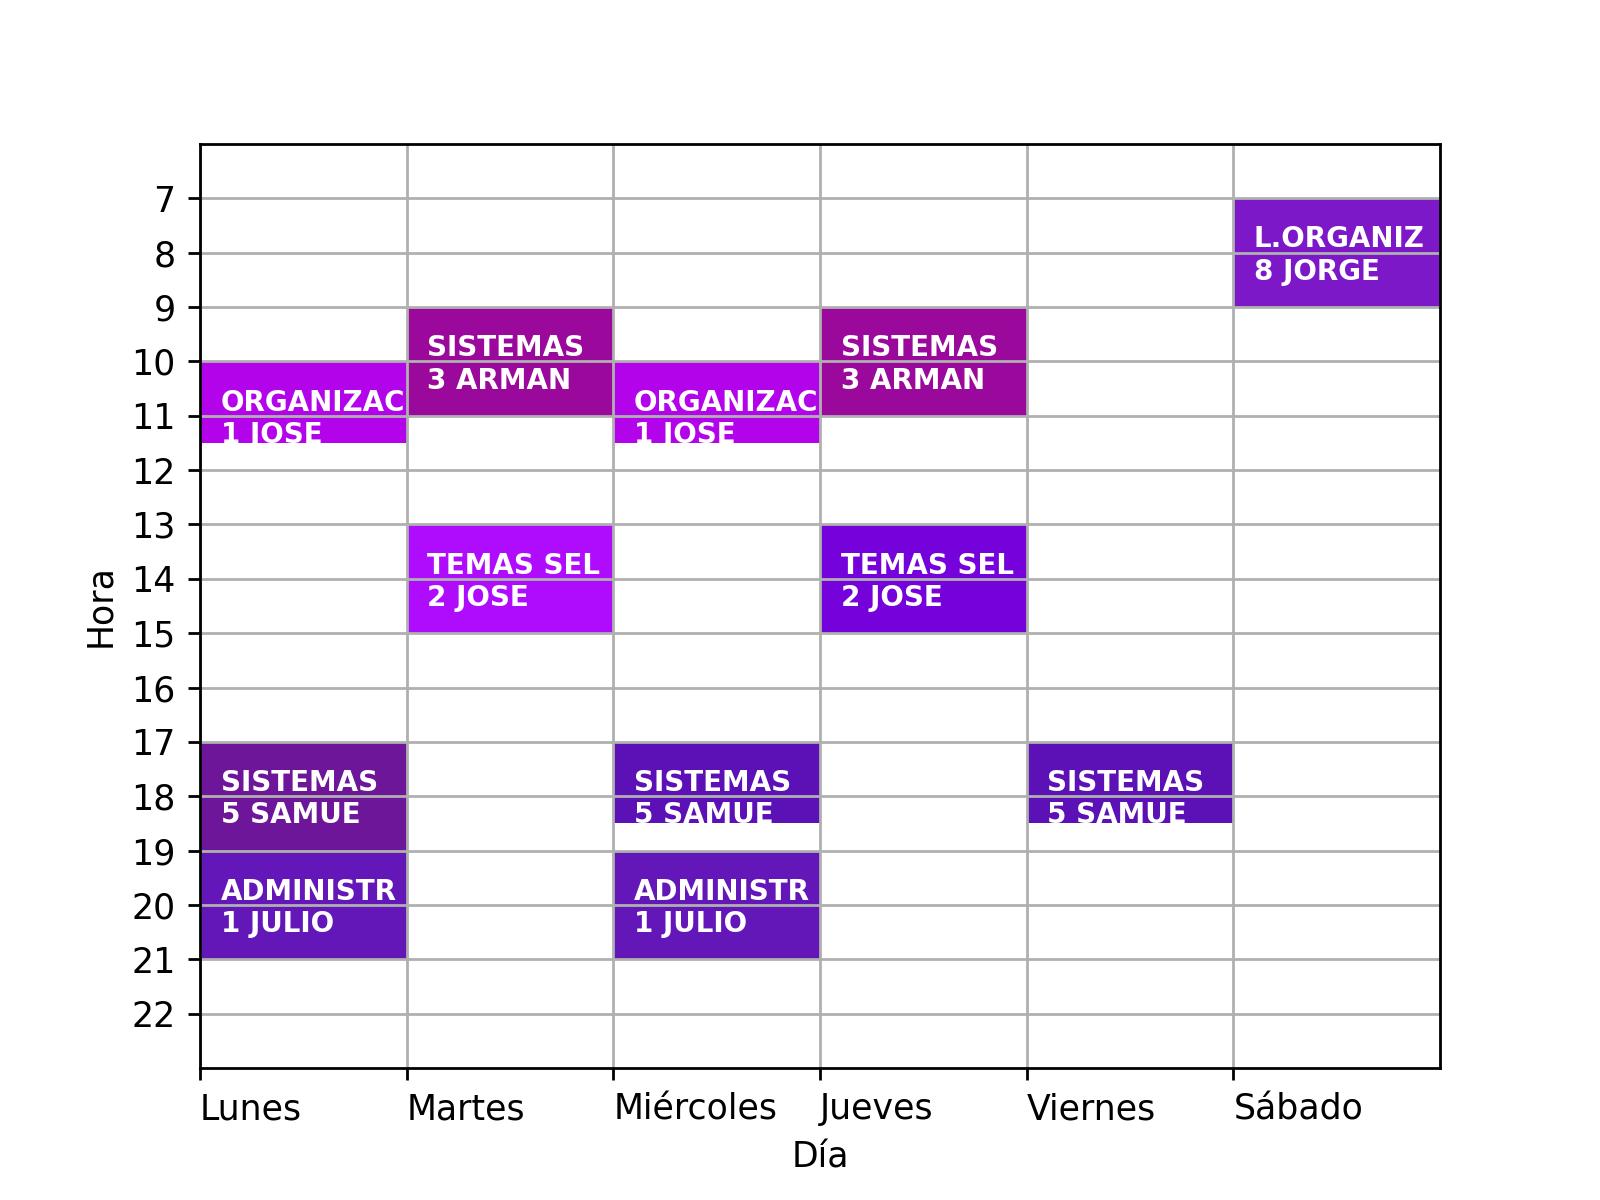 7
8
9
10
11
12
13
14
15
16
17
18
19
20
21
22
Hora
L.ORGANIZ
8 JORGE
SISTEMAS
3 ARMAN
SISTEMAS
3 ARMAN
ORGANIZAC
1 JOSE
ORGANIZAC
1 JOSE
TEMAS SEL
2 JOSE
TEMAS SEL
2 JOSE
SISTEMAS
5 SAMUE
SISTEMAS
5 SAMUE
SISTEMAS
5 SAMUE
ADMINISTR
1 JULIO
ADMINISTR
1 JULIO
Lunes Martes Miércoles Jueves Viernes Sábado
Día